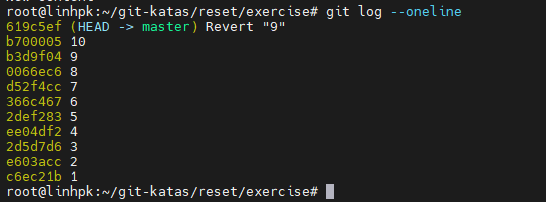 root@linhpk:~/git-katas/reset/exercise# git log --oneline
619c5ef (HEAD -> master) Revert "9"
b700005 10
b3d9f04 9
0066ec6 8
d52f4cc 7
366c467 6
2def283 5
ee04df2 4
2d5d7d6 3
e603acc 2
c6ec21b 1
root@linhpk:~/git-katas/reset/exercise#